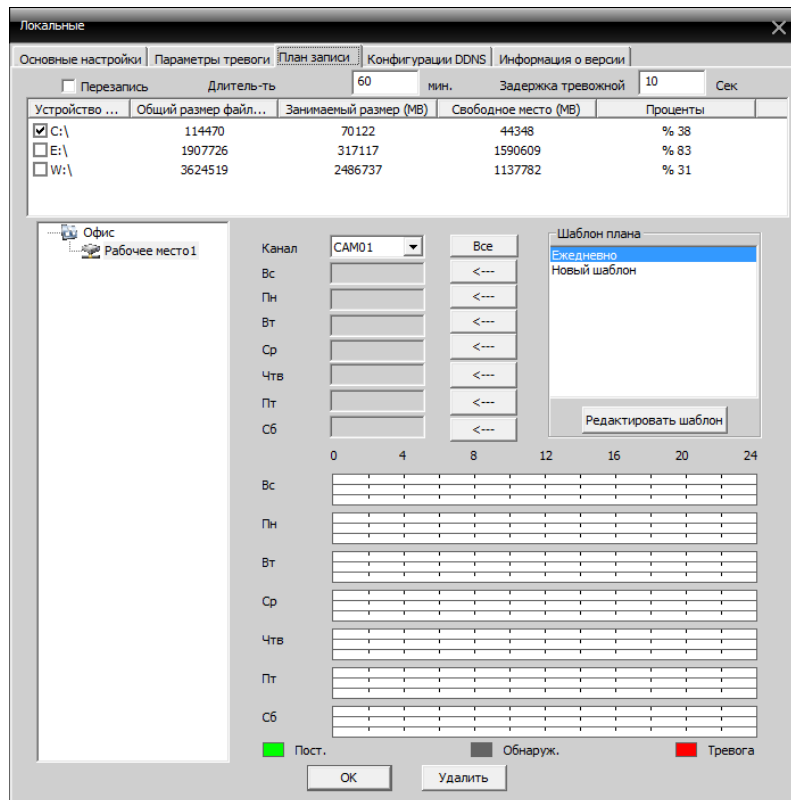 Локальные
Основные настройки Параметры тревоги План записи Конфигурации DDNS Информация о версии
Перезапись Длитель-ть 60 мин. Задержка тревожной 10 Сек
Устройство ... Общий размер файл... Занимаемый размер (MB) Свободное место (MB) Проценты
C:\ 114470 70122 44348 % 38
E:\ 1907726 317117 1590609 % 83
W:\ 3624519 2486737 1137782 % 31
Офис
Рабочее место1
Канал CAM01 Все
Вс <---
Пн <---
Вт <---
Ср <---
Чтв <---
Пт <---
Сб <---
Шаблон плана
Ежедневно
Новый шаблон
Редактировать шаблон
0 4 8 12 16 20 24
Вс
Пн
Вт
Ср
Чтв
Пт
Сб
Пост. Обнаруж. Тревога
OK Удалить